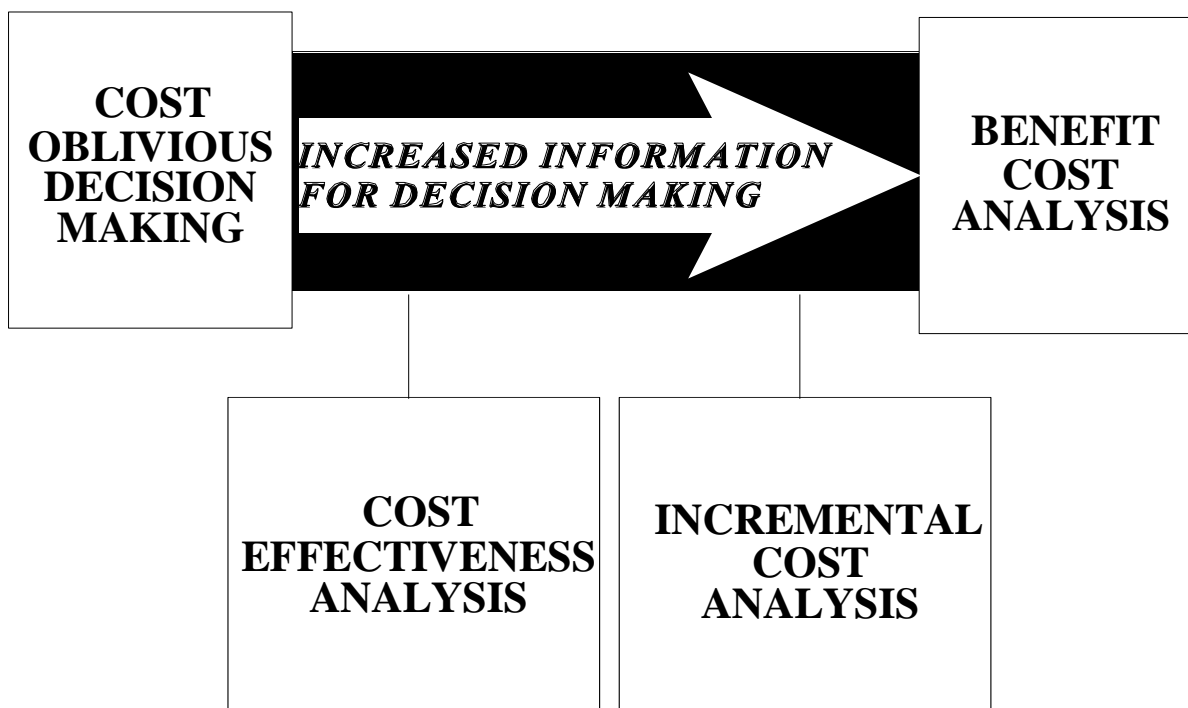 COST
OBLIVIOUS
DECISION
MAKING
INCREASED INFORMATION
FOR DECISION MAKING
BENEFIT
COST
ANALYSIS
COST
EFFECTIVENESS
ANALYSIS
INCREMENTAL
COST
ANALYSIS